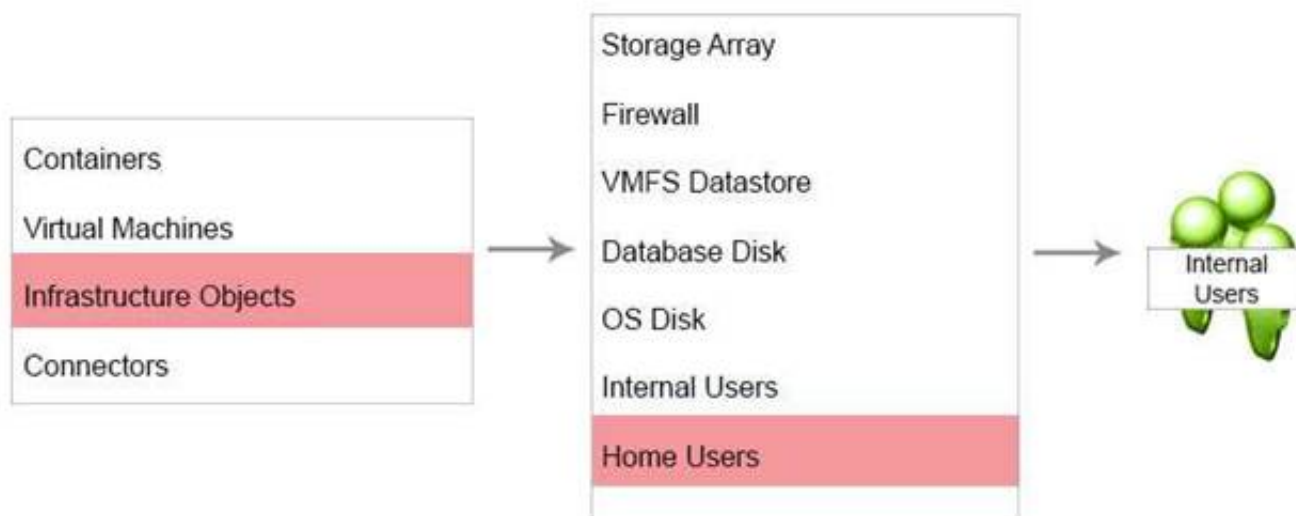 Containers
Virtual Machines
Infrastructure Objects
Connectors
Storage Array
Firewall
VMFS Datastore
Database Disk
OS Disk
Internal Users
Home Users
Internal
Users